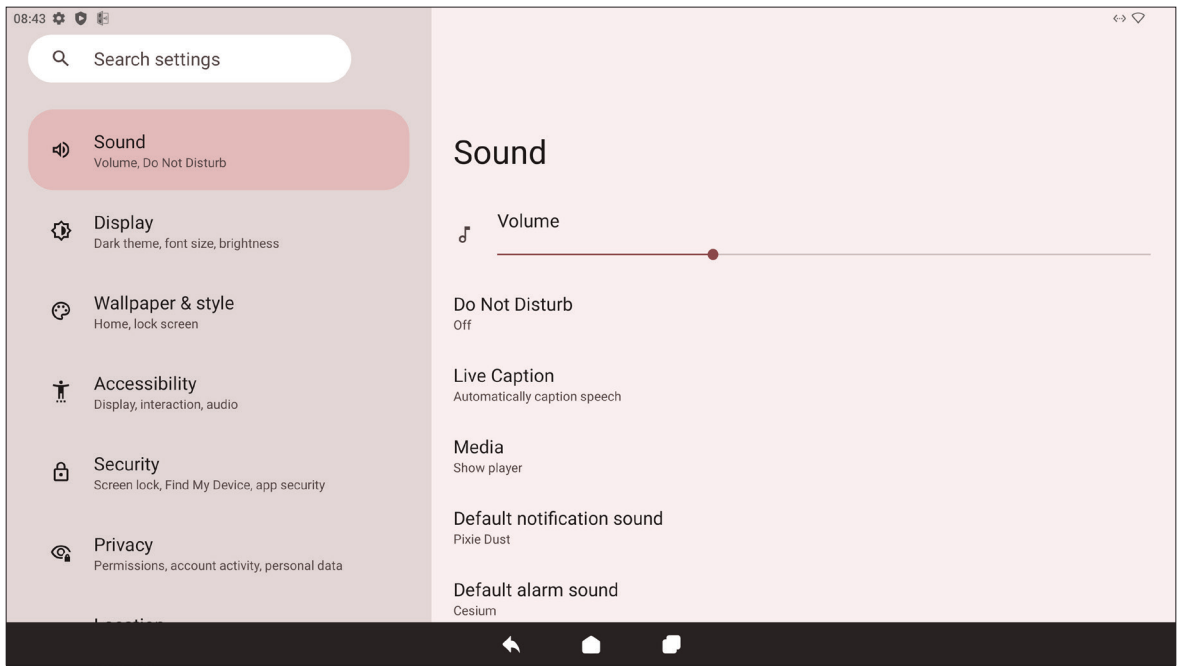 08:43
Search settings
Sound
Volume, Do Not Disturb
Display
Dark theme, font size, brightness
Wallpaper & style
Home, lock screen
Accessibility
Display, interaction, audio
Security
Screen lock, Find My Device, app security
Privacy
Permissions, account activity, personal data
Location
Sound
Volume
Do Not Disturb
Off
Live Caption
Automatically caption speech
Media
Show player
Default notification sound
Pixie Dust
Default alarm sound
Cesium